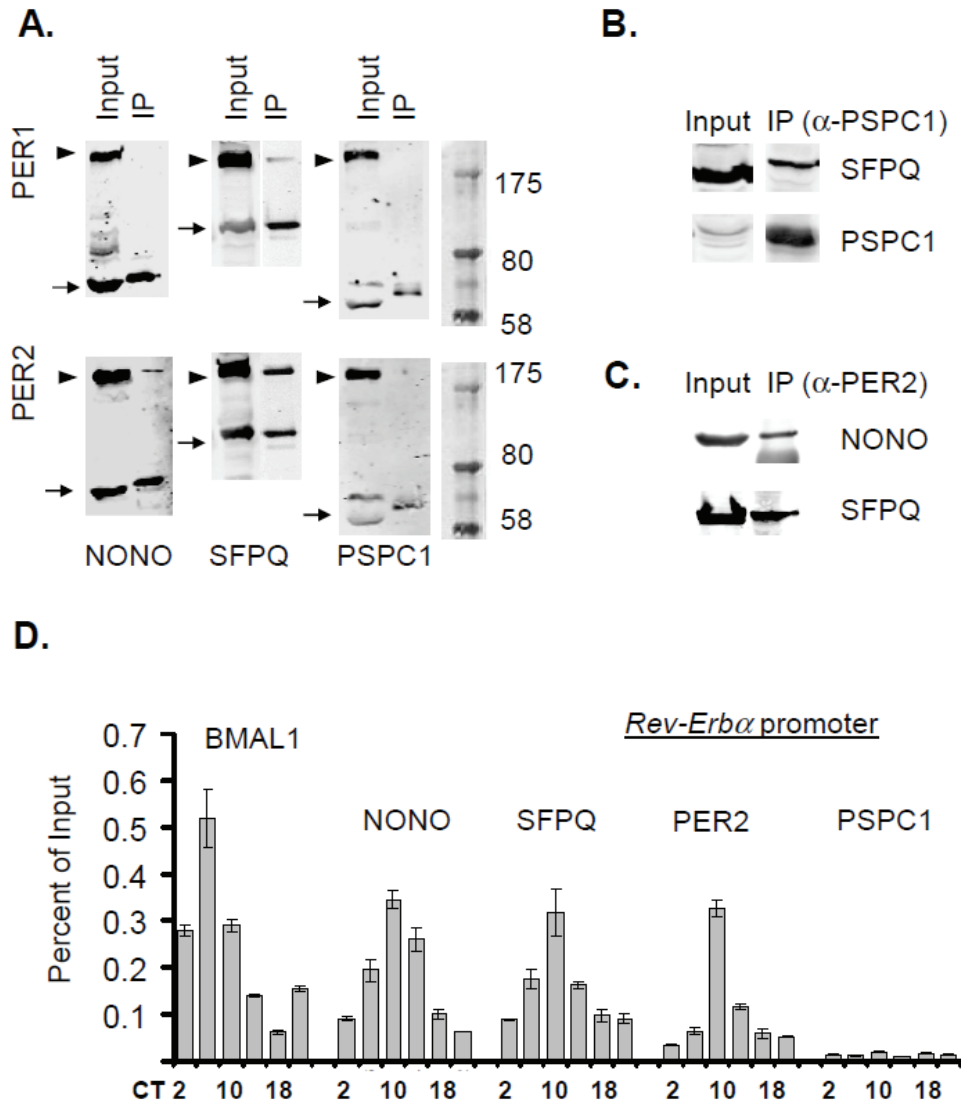 A.
Input IP Input IP Input IP
PER1
175
80
58
PER2
175
80
58
NONO SFPQ PSPC1
B.
Input IP (α-PSPC1)
SFPQ
PSPC1
C.
Input IP (α-PER2)
NONO
SFPQ
D.
Rev-Erbα promoter
BMAL1
NONO SFPQ PER2 PSPC1
Percent of Input
0.7
0.6
0.5
0.4
0.3
0.2
0.1
CT 2 10 18 2 10 18 2 10 18 2 10 18 2 10 18